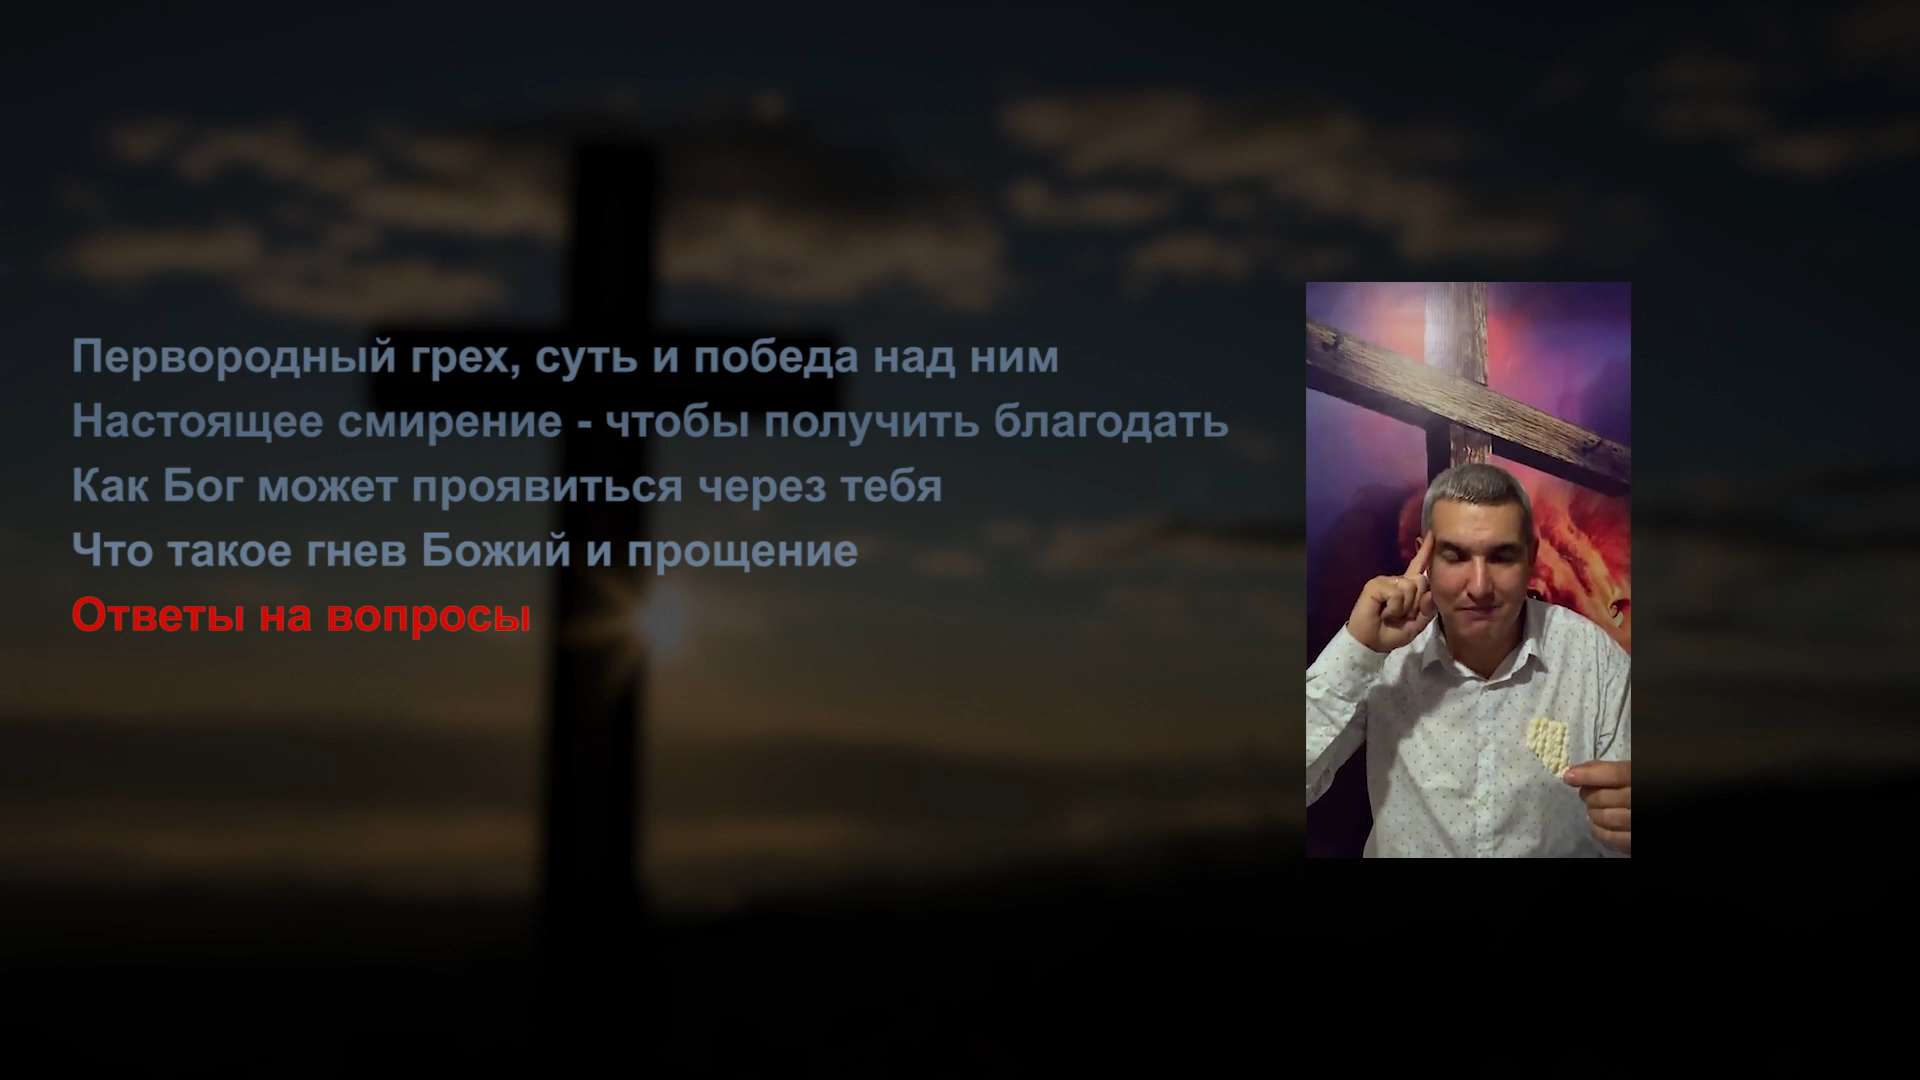 Первородный грех, суть и победа над ним
Настоящее смирение - чтобы получить благодать
Как Бог может проявиться через тебя
Что такое гнев Божий и прощение
Ответы на вопросы